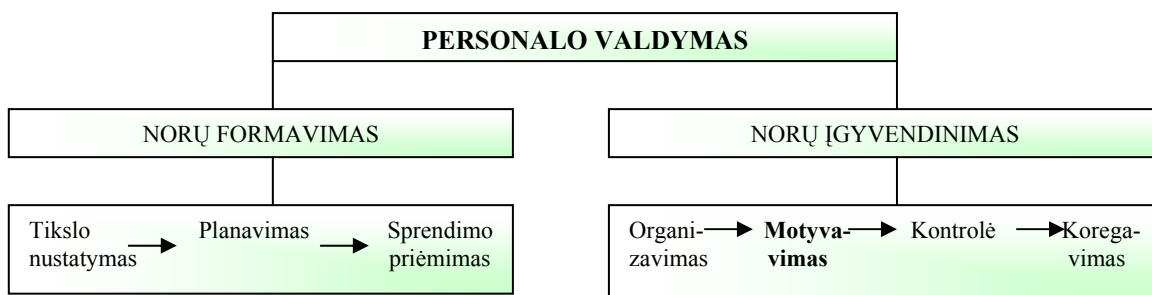 PERSONALO VALDYMAS
NORŲ FORMAVIMAS
NORŲ ĮGYVENDINIMAS
Tikslo
nustatymas
Planavimas
Sprendimo
priėmimas
Organi-
zavimas
Motyva-
vimas
Kontrolė
Korega-
vimas